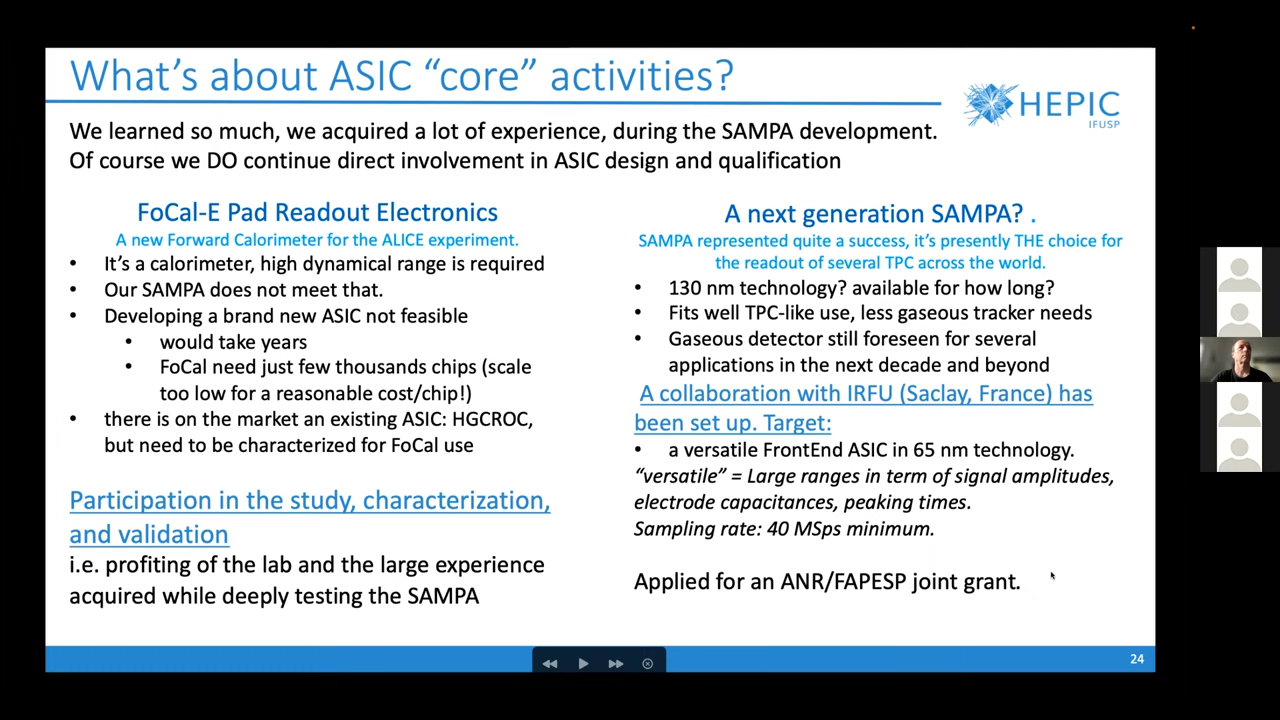 What's about ASIC “core” activities?
HEPIC
IFUSP
We learned so much, we acquired a lot of experience, during the SAMPA development.
Of course we DO continue direct involvement in ASIC design and qualification
FoCal-E Pad Readout Electronics
A new Forward Calorimeter for the ALICE experiment.
• It's a calorimeter, high dynamical range is required
• Our SAMPA does not meet that.
• Developing a brand new ASIC not feasible
• would take years
• FoCal need just few thousands chips (scale
too low for a reasonable cost/chip!)
• there is on the market an existing ASIC: HGCROC,
but need to be characterized for FoCal use
Participation in the study, characterization,
and validation
i.e. profiting of the lab and the large experience
acquired while deeply testing the SAMPA
A next generation SAMPA? .
SAMPA represented quite a success, it's presently THE choice for
the readout of several TPC across the world.
• 130 nm technology? available for how long?
• Fits well TPC-like use, less gaseous tracker needs
• Gaseous detector still foreseen for several
applications in the next decade and beyond
A collaboration with IRFU (Saclay, France) has
been set up. Target:
• a versatile FrontEnd ASIC in 65 nm technology.
“versatile” = Large ranges in term of signal amplitudes,
electrode capacitances, peaking times.
Sampling rate: 40 MSps minimum.
Applied for an ANR/FAPESP joint grant.
24